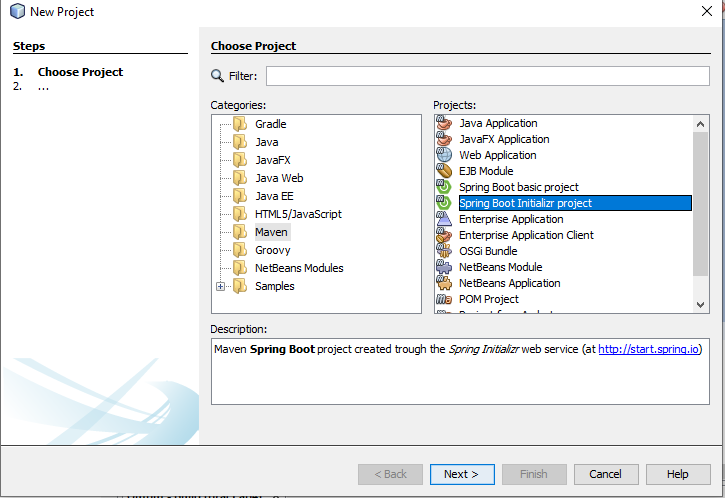 New Project
Steps
1. Choose Project
2. ...
Choose Project
Filter:
Categories:
Gradle
Java
JavaFX
Java Web
Java EE
HTML5/JavaScript
Maven
Groovy
NetBeans Modules
Samples
Projects:
Java Application
JavaFX Application
Web Application
EJB Module
Spring Boot basic project
Spring Boot Initializr project
Enterprise Application
Enterprise Application Client
OSGi Bundle
NetBeans Module
NetBeans Application
POM Project
Description:
Maven Spring Boot project created trough the Spring Initializr web service (at http://start.spring.io)
< Back
Next >
Finish
Cancel
Help